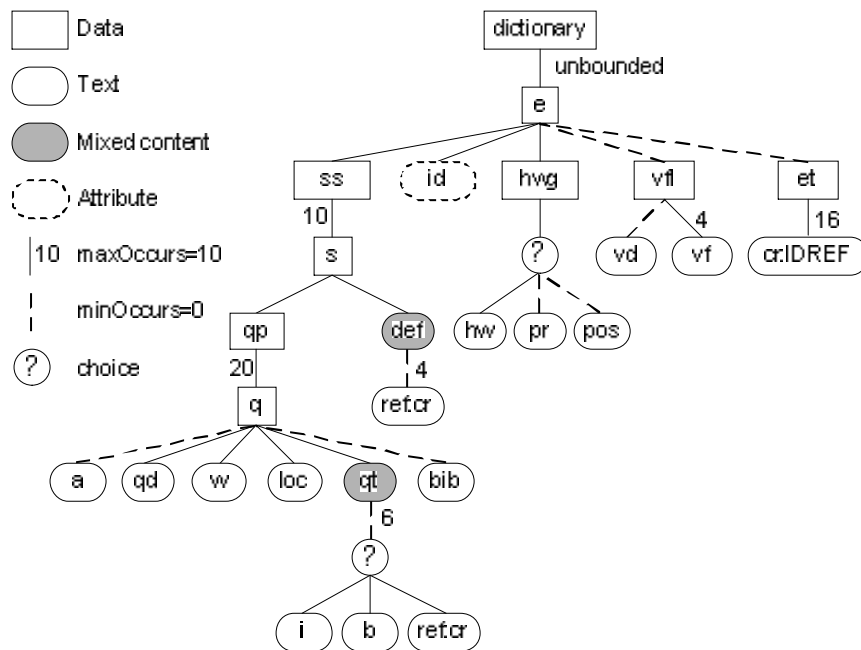 Data
Text
Mixed content
Attribute
10 maxOccurs=10
minOccurs=0
? choice
dictionary
unbounded
e
ss id hwg vfl et
10 4 16
s ? vd vf cr:IDREF
qp def hw pr pos
20 4
q ref.cr
a qd w loc qt bib
6
?
i b ref.cr